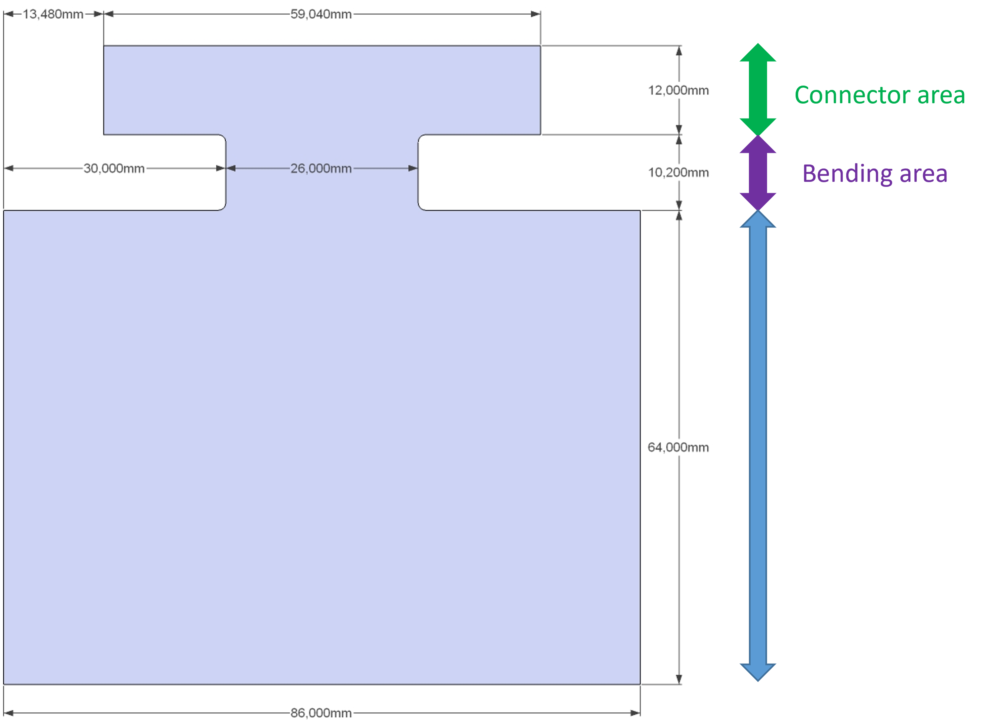 13,480mm
59,040mm
12,000mm
Connector area
30,000mm
26,000mm
10,200mm
Bending area
64,000mm
86,000mm